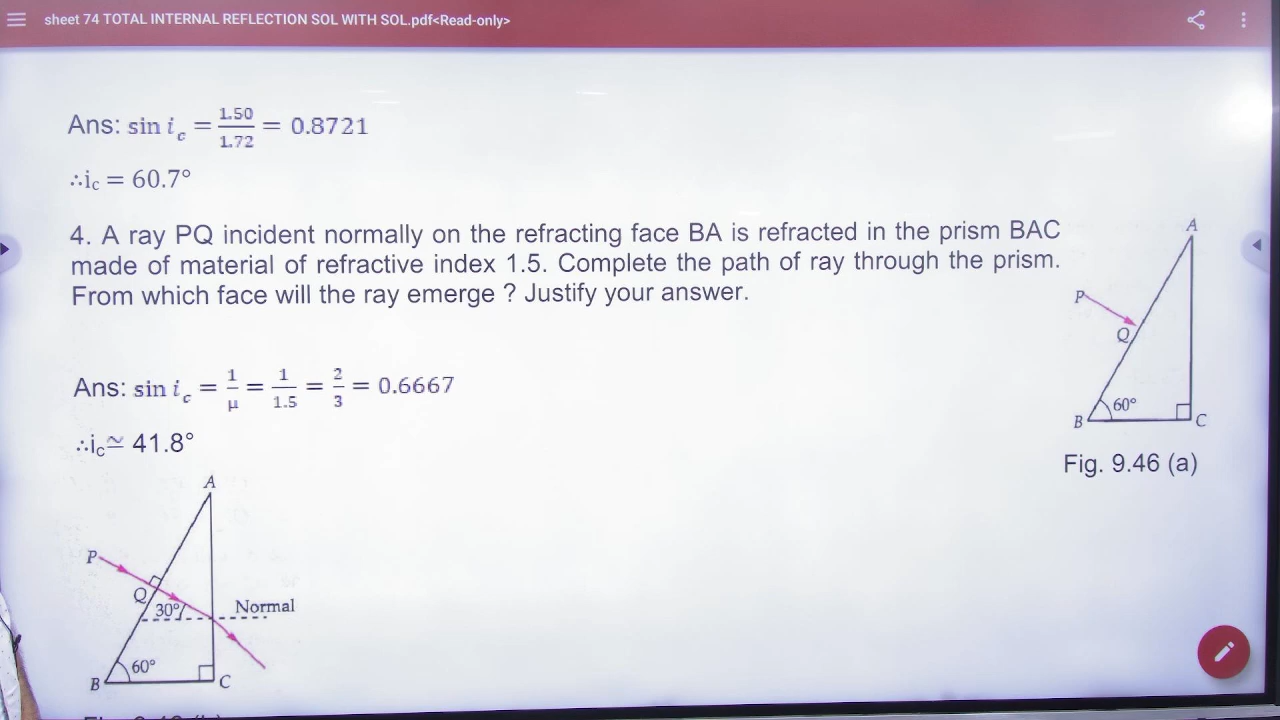 sheet 74 TOTAL INTERNAL REFLECTION SOL WITH SOL.pdf<Read-only>
Ans: sin i_c = 1.50/1.72 = 0.8721
∴i_c = 60.7°
4. A ray PQ incident normally on the refracting face BA is refracted in the prism BAC
made of material of refractive index 1.5. Complete the path of ray through the prism.
From which face will the ray emerge ? Justify your answer.
A
P
Q
60°
B
C
Fig. 9.46 (a)
Ans: sin i_c = 1/μ = 1/1.5 = 2/3 = 0.6667
∴i_c ≃ 41.8°
A
P
Q
30°
Normal
60°
B
C